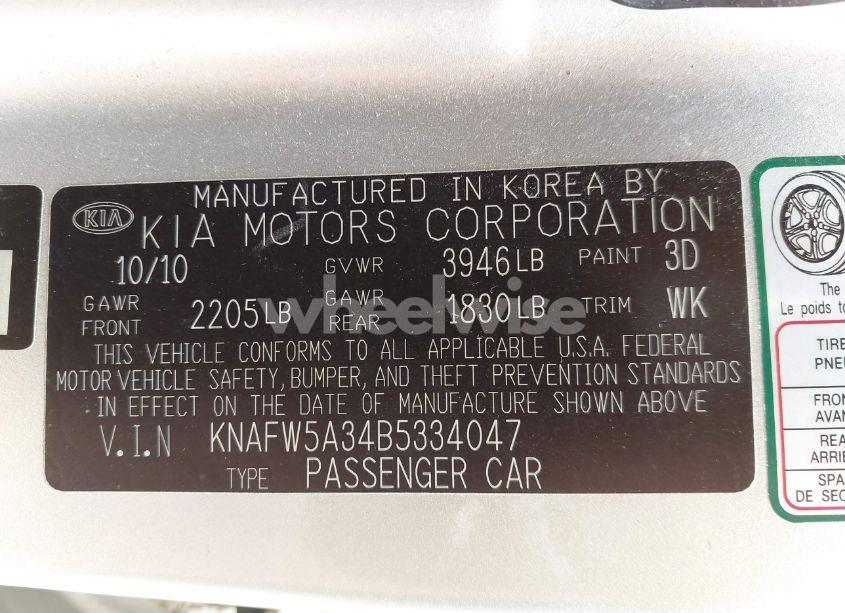 MANUFACTURED IN KOREA BY
KIA KIA MOTORS CORPORATION
10/10 GVWR 3946LB PAINT 3D
GAWR FRONT 2205LB GAWR REAR 1830LB TRIM WK
wheelwise
THIS VEHICLE CONFORMS TO ALL APPLICABLE U.S.A. FEDERAL
MOTOR VEHICLE SAFETY, BUMPER, AND THEFT PREVENTION STANDARDS
IN EFFECT ON THE DATE OF MANUFACTURE SHOWN ABOVE
V.I.N KNAFW5A34B5334047
TYPE PASSENGER CAR
The
Le poids to
TIRE
PNEU
FRON
AVAN
REA
ARRIE
SPA
DE SEC